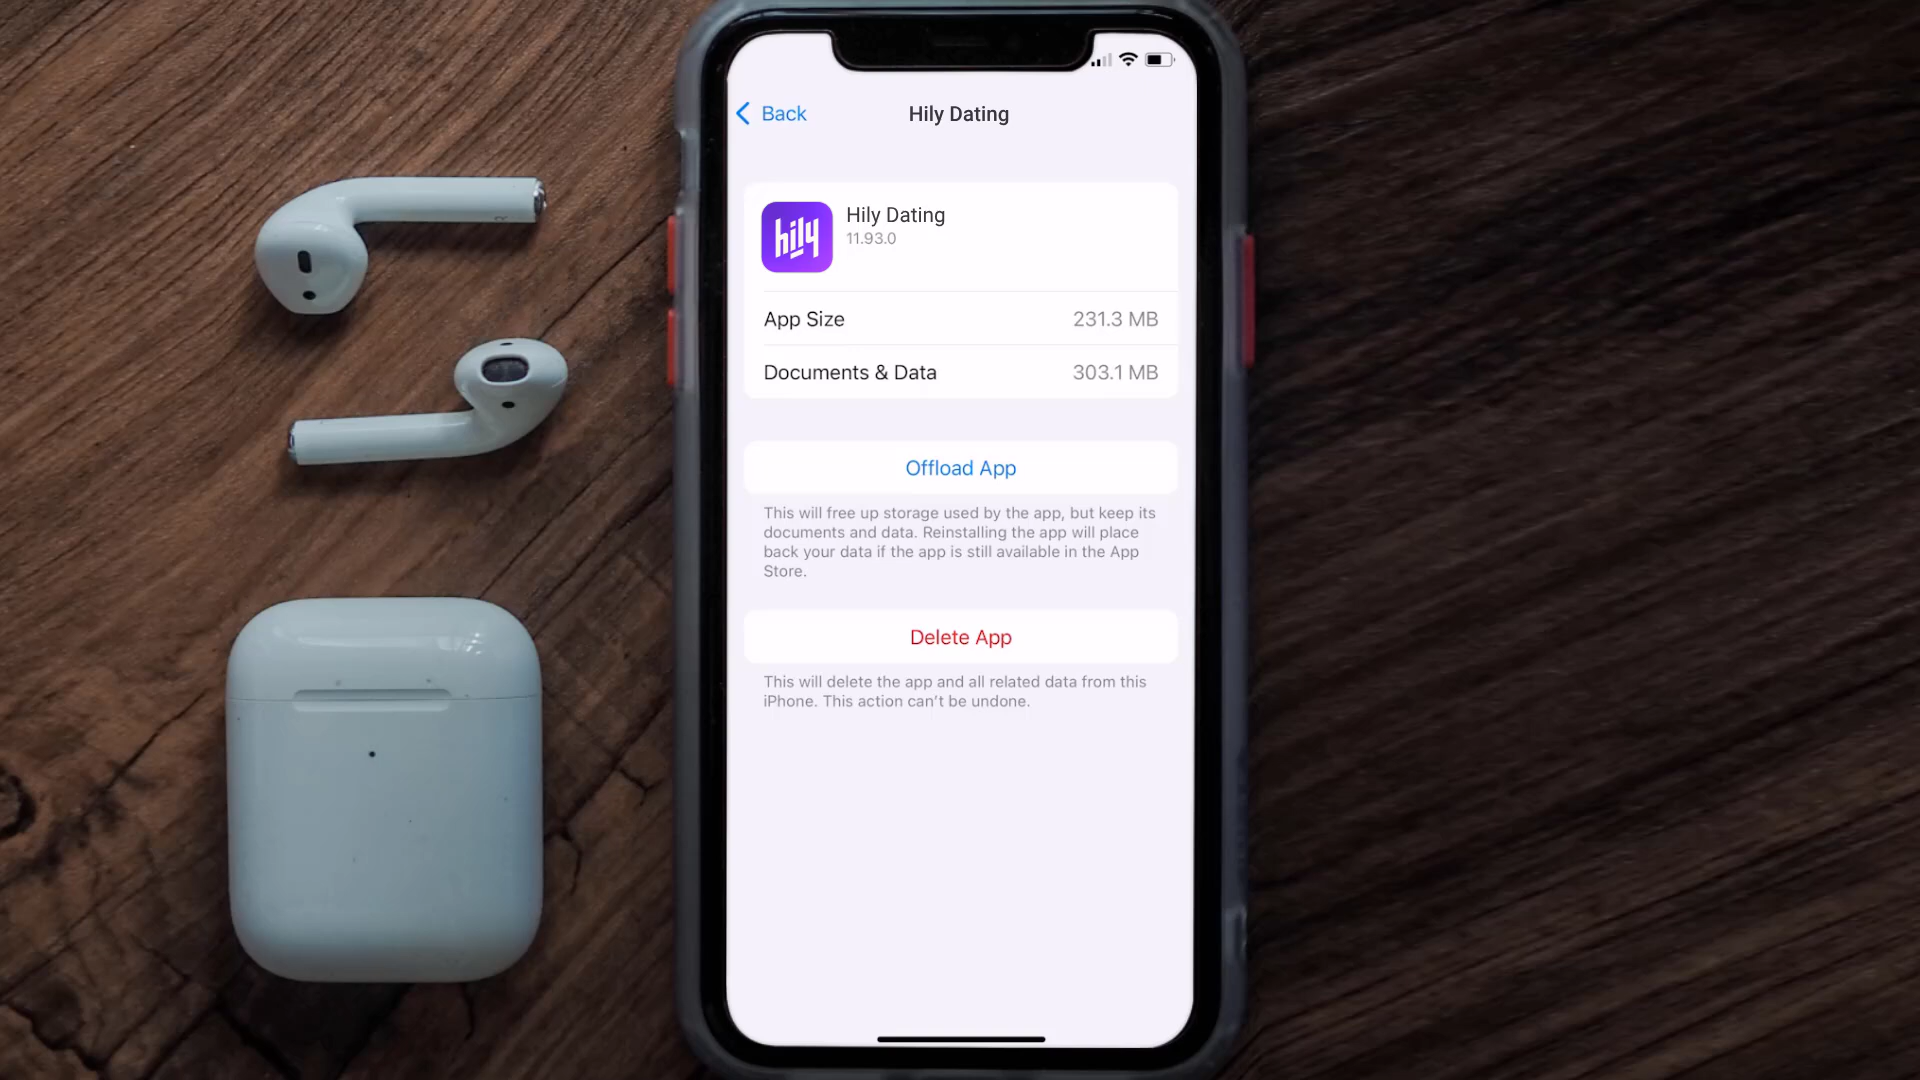 Back
Hily Dating
hily
Hily Dating
11.93.0
App Size
231.3 MB
Documents & Data
303.1 MB
Offload App
This will free up storage used by the app, but keep its
documents and data. Reinstalling the app will place
back your data if the app is still available in the App
Store.
Delete App
This will delete the app and all related data from this
iPhone. This action can’t be undone.